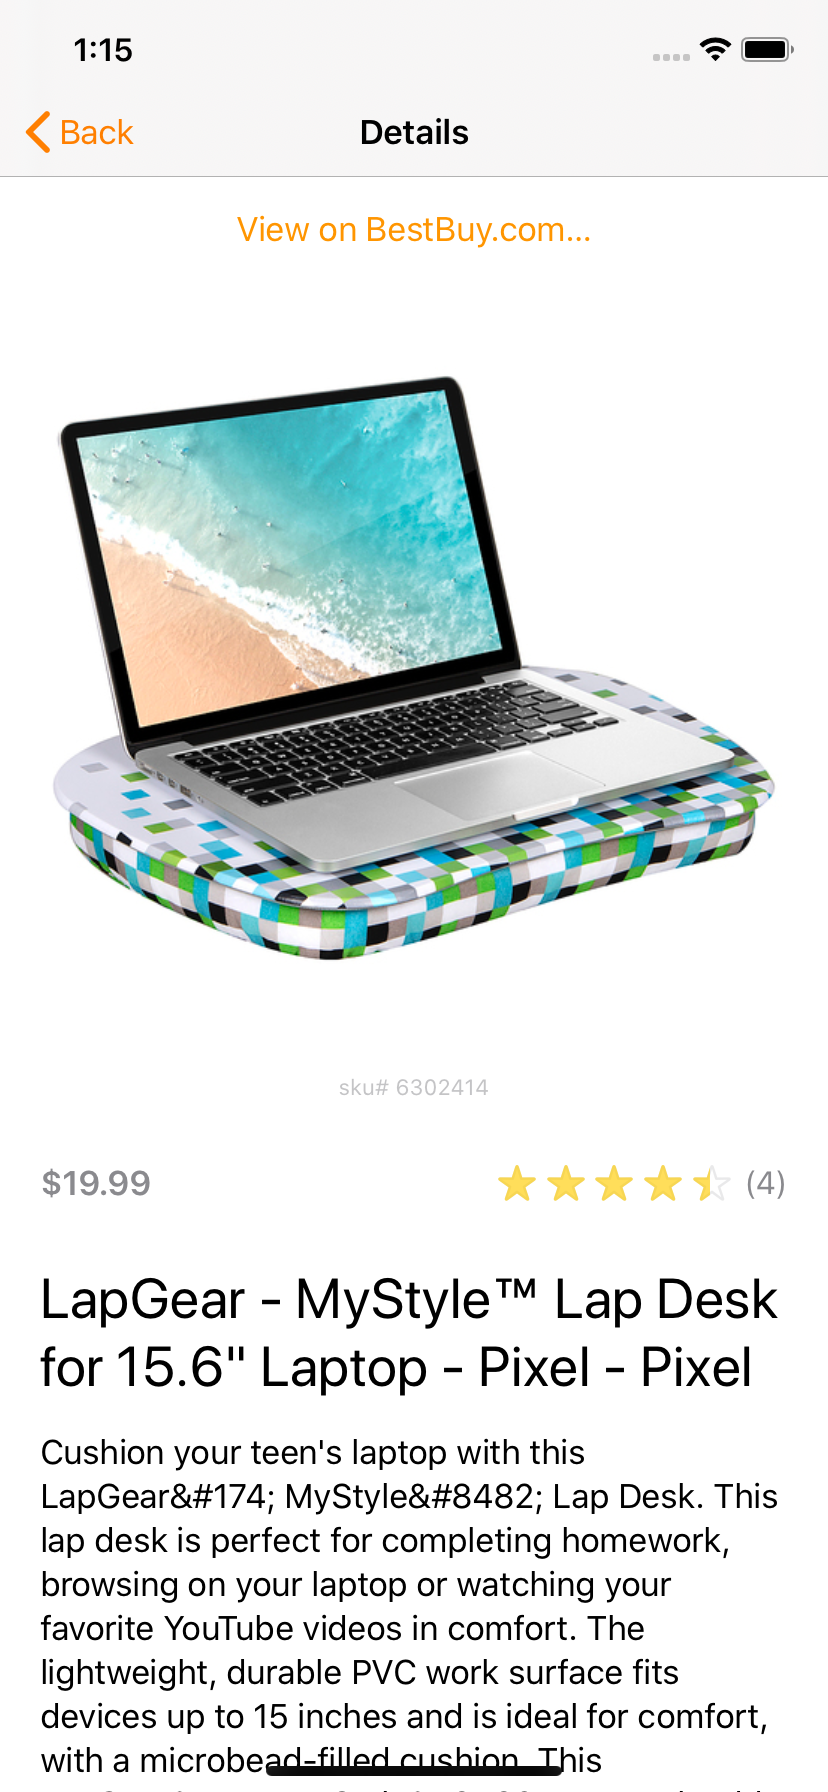 1:15
Back
Details
View on BestBuy.com...
sku# 6302414
$19.99
(4)
LapGear - MyStyle™ Lap Desk
for 15.6" Laptop - Pixel - Pixel
Cushion your teen's laptop with this
LapGear&#174; MyStyle&#8482; Lap Desk. This
lap desk is perfect for completing homework,
browsing on your laptop or watching your
favorite YouTube videos in comfort. The
lightweight, durable PVC work surface fits
devices up to 15 inches and is ideal for comfort,
with a microbead-filled cushion. This